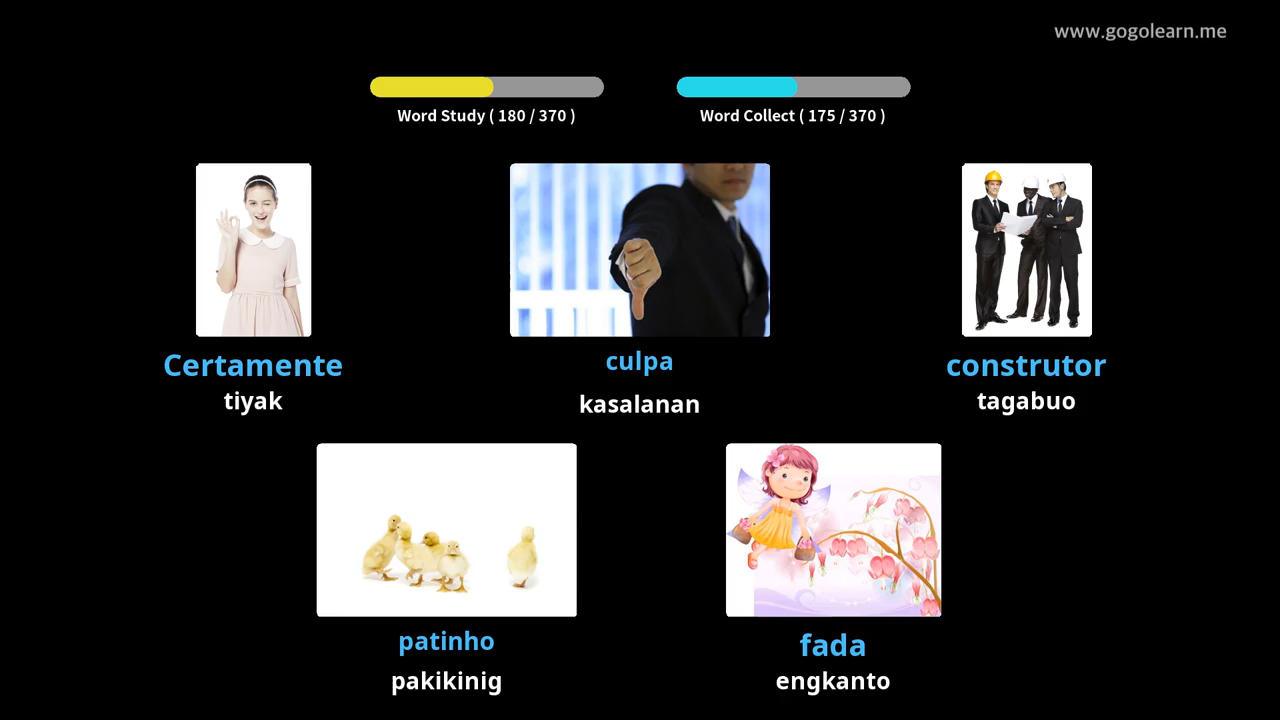 www.gogolearn.me
Word Study ( 180 / 370 )
Word Collect ( 175 / 370 )
Certamente
tiyak
culpa
kasalanan
construtor
tagabuo
patinho
pakikinig
fada
engkanto